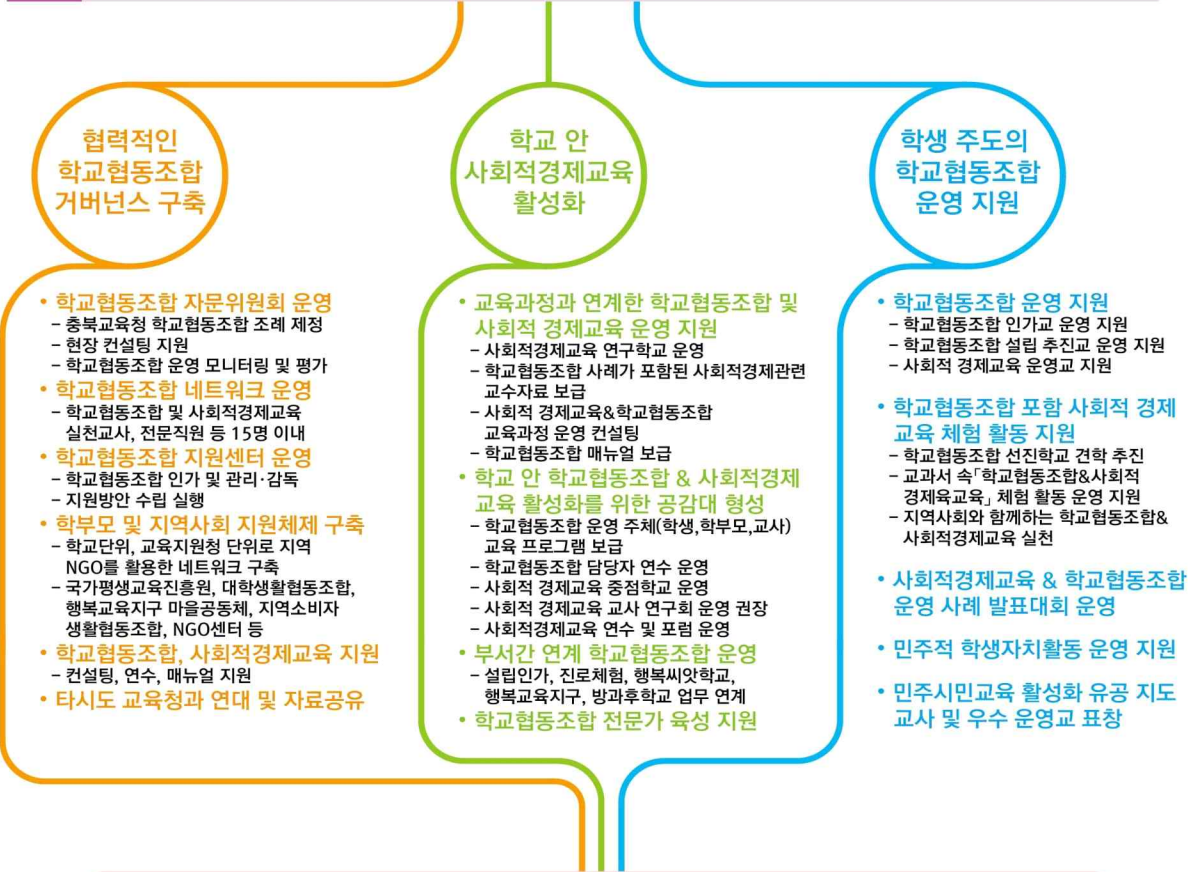 협력적인
학교협동조합
거버넌스 구축
• 학교협동조합 자문위원회 운영
– 충북교육청 학교협동조합 조례 제정
– 현장 컨설팅 지원
– 학교협동조합 운영 모니터링 및 평가
• 학교협동조합 네트워크 운영
– 학교협동조합 및 사회적경제교육
실천교사, 전문직원 등 15명 이내
• 학교협동조합 지원센터 운영
– 학교협동조합 인가 및 관리·감독
– 지원방안 수립 실행
• 학부모 및 지역사회 지원체제 구축
– 학교단위, 교육지원청 단위로 지역
NGO를 활용한 네트워크 구축
– 국가평생교육진흥원, 대학생활협동조합,
행복교육지구 마을공동체, 지역소비자
생활협동조합, NGO센터 등
• 학교협동조합, 사회적경제교육 지원
– 컨설팅, 연수, 매뉴얼 지원
• 타시도 교육청과 연대 및 자료공유
학교 안
사회적경제교육
활성화
• 교육과정과 연계한 학교협동조합 및
사회적 경제교육 운영 지원
– 사회적경제교육 연구학교 운영
– 학교협동조합 사례가 포함된 사회적경제관련
교수자료 보급
– 사회적 경제교육&학교협동조합
교육과정 운영 컨설팅
– 학교협동조합 매뉴얼 보급
• 학교 안 학교협동조합 & 사회적경제
교육 활성화를 위한 공감대 형성
– 학교협동조합 운영 주체(학생,학부모,교사)
교육 프로그램 보급
– 학교협동조합 담당자 연수 운영
– 사회적 경제교육 중점학교 운영
– 사회적 경제교육 교사 연구회 운영 권장
– 사회적경제교육 연수 및 포럼 운영
• 부서간 연계 학교협동조합 운영
– 설립인가, 진로체험, 행복씨앗학교,
행복교육지구, 방과후학교 업무 연계
• 학교협동조합 전문가 육성 지원
학생 주도의
학교협동조합
운영 지원
• 학교협동조합 운영 지원
– 학교협동조합 인가교 운영 지원
– 학교협동조합 설립 추진교 운영 지원
– 사회적 경제교육 운영교 지원
• 학교협동조합 포함 사회적 경제
교육 체험 활동 지원
– 학교협동조합 선진학교 견학 추진
– 교과서 속「학교협동조합&사회적
경제육교육」 체험 활동 운영 지원
– 지역사회와 함께하는 학교협동조합&
사회적경제교육 실천
• 사회적경제교육 & 학교협동조합
운영 사례 발표대회 운영
• 민주적 학생자치활동 운영 지원
• 민주시민교육 활성화 유공 지도
교사 및 우수 운영교 표창